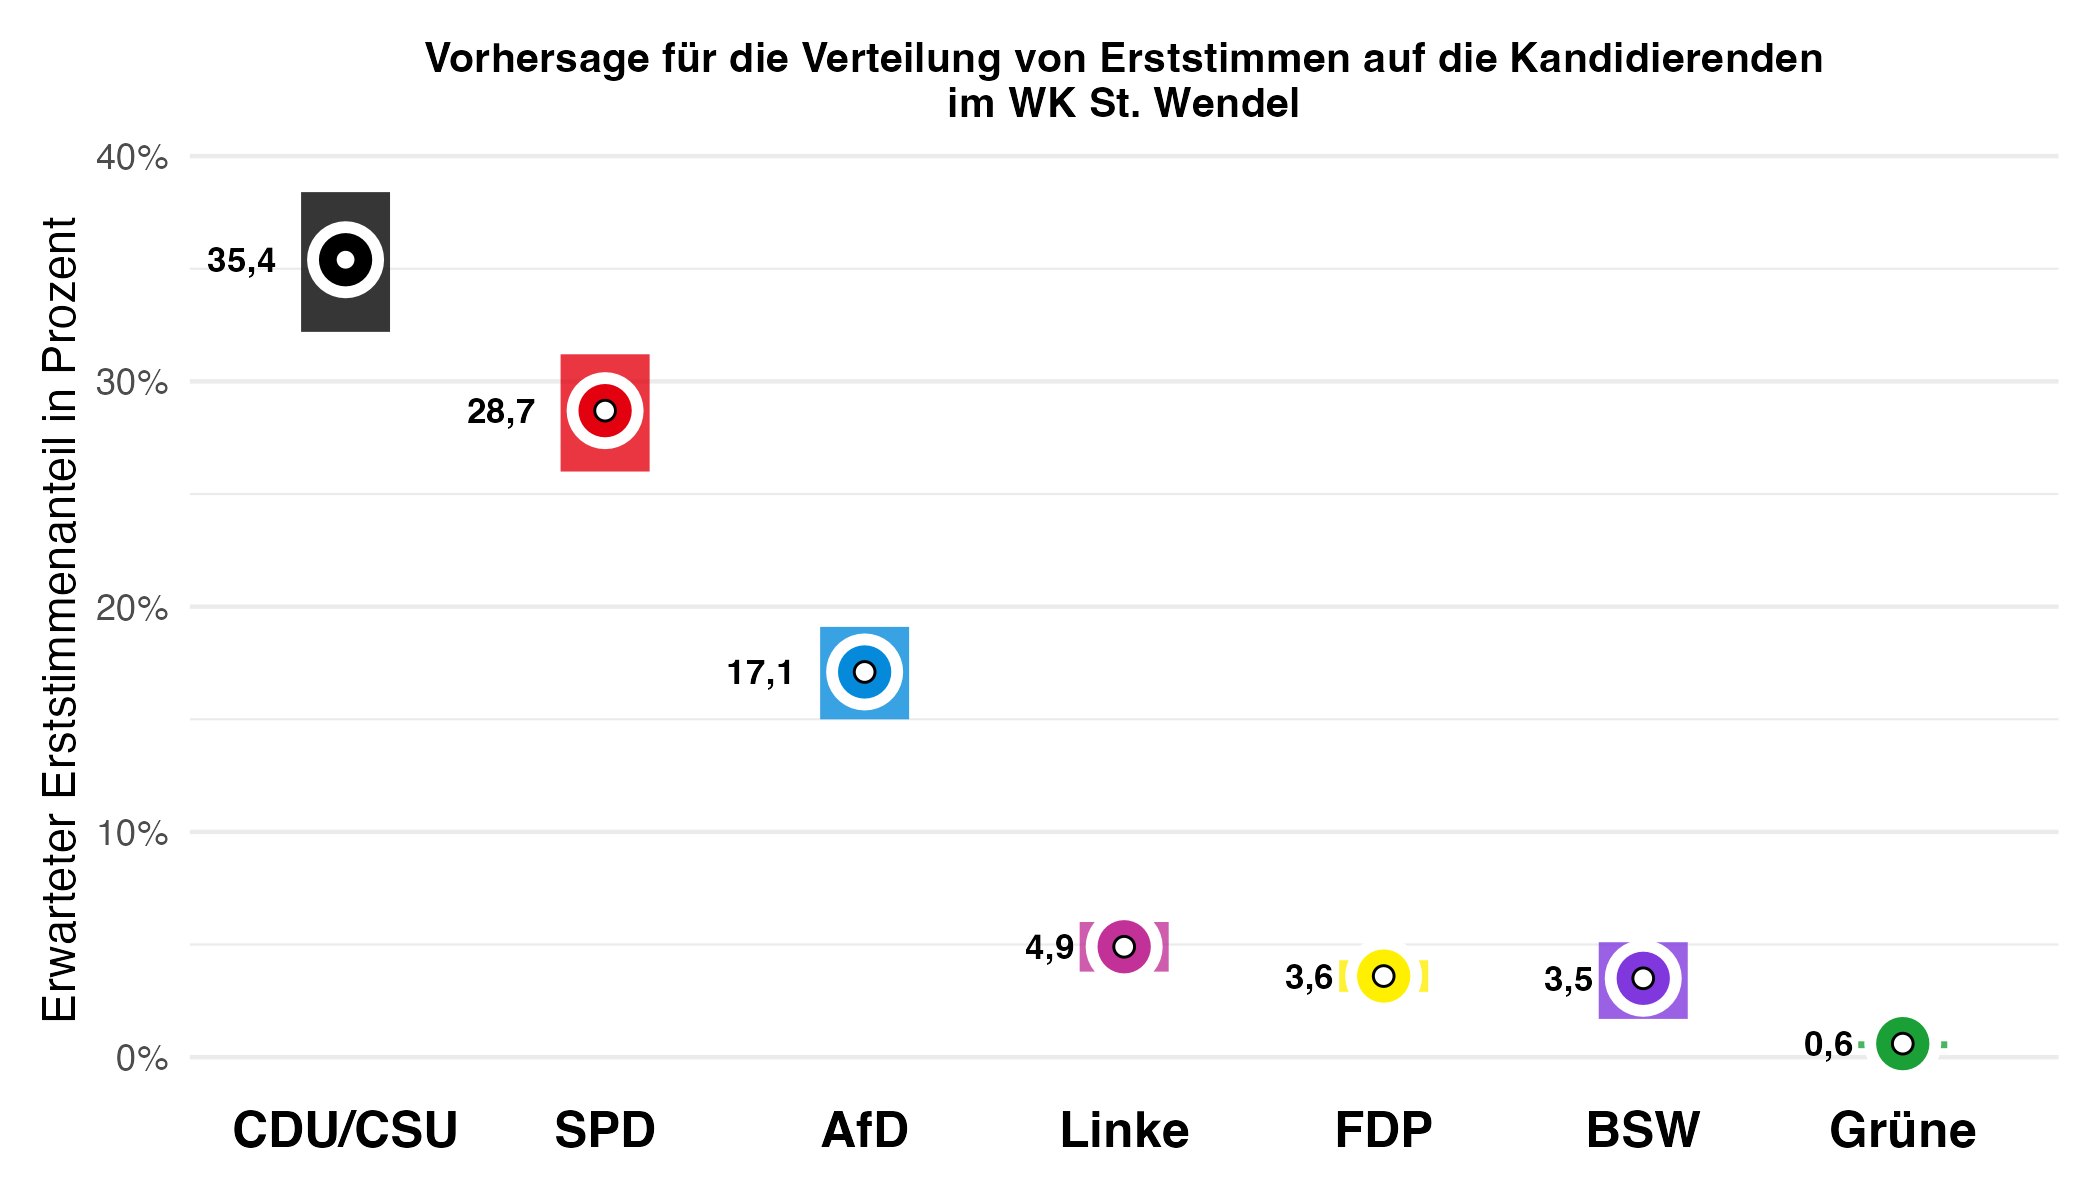 Vorhersage für die Verteilung von Erststimmen auf die Kandidierenden
im WK St. Wendel
Erwarteter Erststimmenanteil in Prozent
40%
30%
20%
10%
0%
35,4
28,7
17,1
4,9
3,6
3,5
0,6
CDU/CSU
SPD
AfD
Linke
FDP
BSW
Grüne